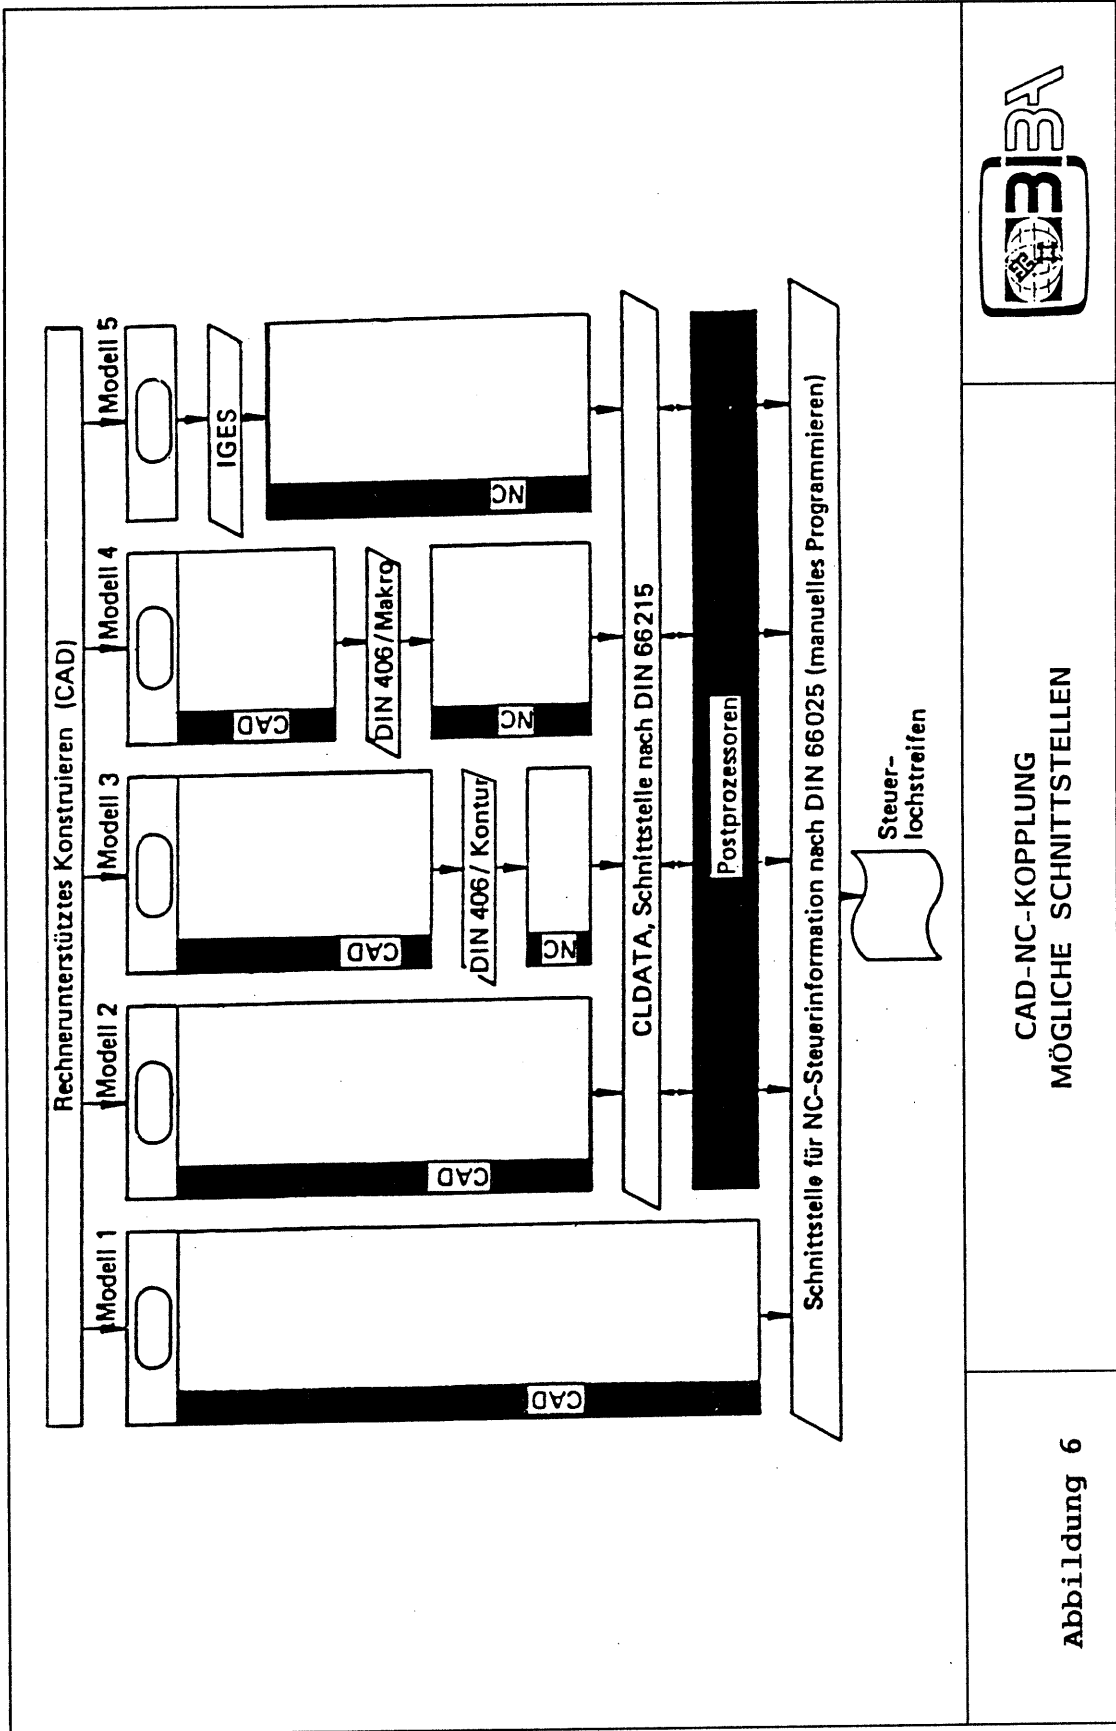 Rechnerunterstütztes Konstruieren (CAD)
Modell 1
Modell 2
Modell 3
Modell 4
Modell 5
IGES
CAD
CAD
CAD
CAD
DIN 406/Makro
DIN 406/Kontur
NC
NC
NC
CLDATA, Schnittstelle nach DIN 66215
Postprozessoren
Schnittstelle für NC-Steuerinformation nach DIN 66025 (manuelles Programmieren)
Steuer-
lochstreifen
Abbildung 6
CAD-NC-KOPPLUNG
MÖGLICHE SCHNITTSTELLEN
BIBA